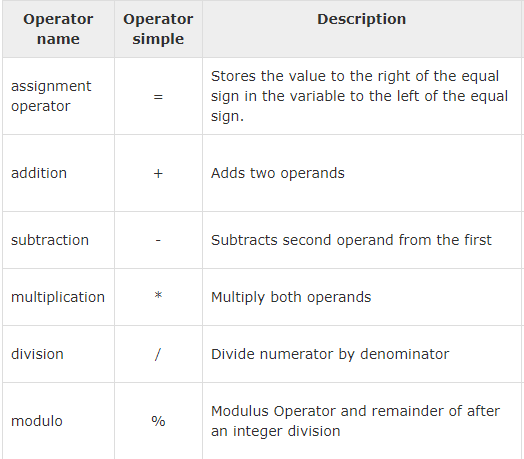 Operator name
Operator simple
Description
assignment operator
=
Stores the value to the right of the equal
sign in the variable to the left of the equal
sign.
addition
+
Adds two operands
subtraction
-
Subtracts second operand from the first
multiplication
*
Multiply both operands
division
/
Divide numerator by denominator
modulo
%
Modulus Operator and remainder of after
an integer division